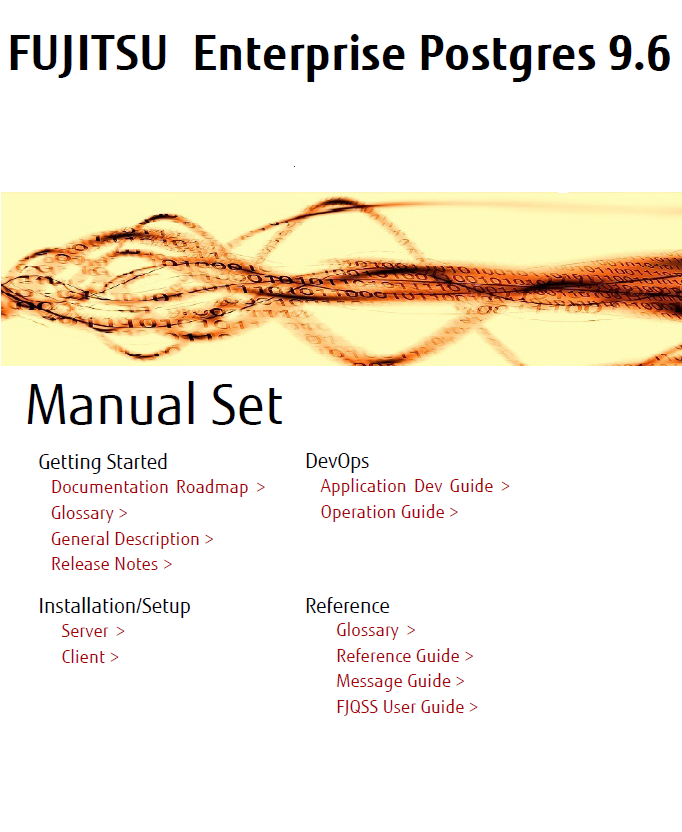 FUJITSU Enterprise Postgres 9.6
Manual Set
Getting Started
Documentation Roadmap >
Glossary >
General Description >
Release Notes >
DevOps
Application Dev Guide >
Operation Guide >
Installation/Setup
Server >
Client >
Reference
Glossary >
Reference Guide >
Message Guide >
FJQSS User Guide >